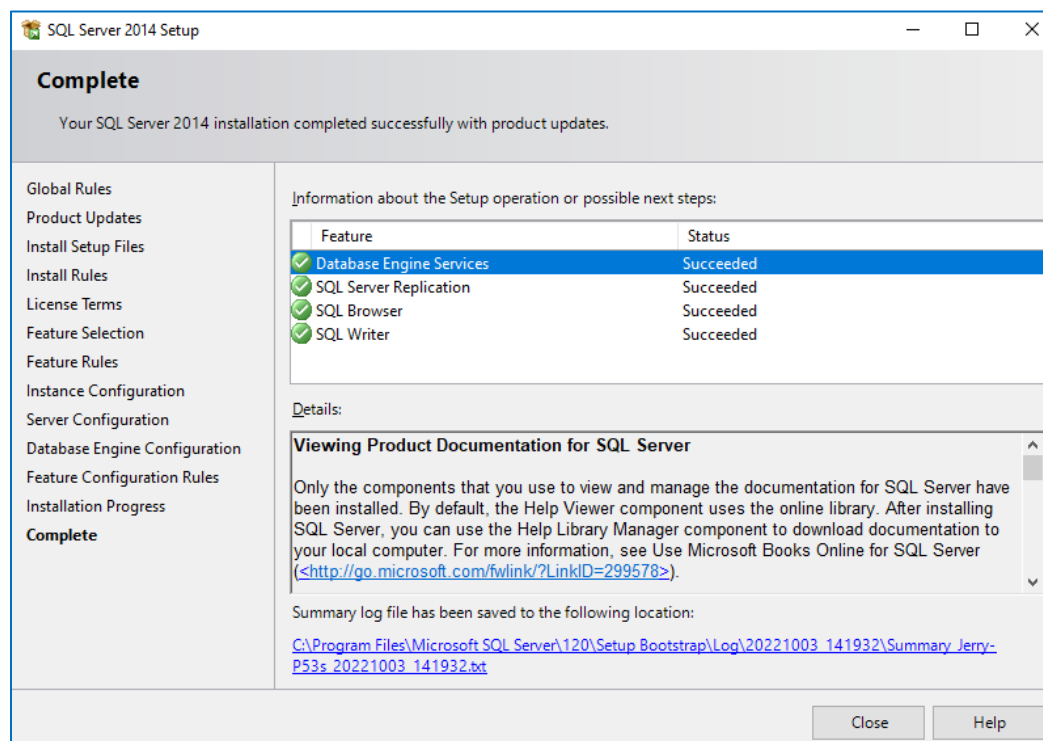 SQL Server 2014 Setup
Complete
Your SQL Server 2014 installation completed successfully with product updates.
Global Rules
Product Updates
Install Setup Files
Install Rules
License Terms
Feature Selection
Feature Rules
Instance Configuration
Server Configuration
Database Engine Configuration
Feature Configuration Rules
Installation Progress
Complete
Information about the Setup operation or possible next steps:
Feature Status
Database Engine Services Succeeded
SQL Server Replication Succeeded
SQL Browser Succeeded
SQL Writer Succeeded
Details:
Viewing Product Documentation for SQL Server
Only the components that you use to view and manage the documentation for SQL Server have
been installed. By default, the Help Viewer component uses the online library. After installing
SQL Server, you can use the Help Library Manager component to download documentation to
your local computer. For more information, see Use Microsoft Books Online for SQL Server
(<http://go.microsoft.com/fwlink/?LinkID=299578>).
Summary log file has been saved to the following location:
C:\Program Files\Microsoft SQL Server\120\Setup Bootstrap\Log\20221003_141932\Summary_Jerry-
P53s_20221003_141932.txt
Close Help